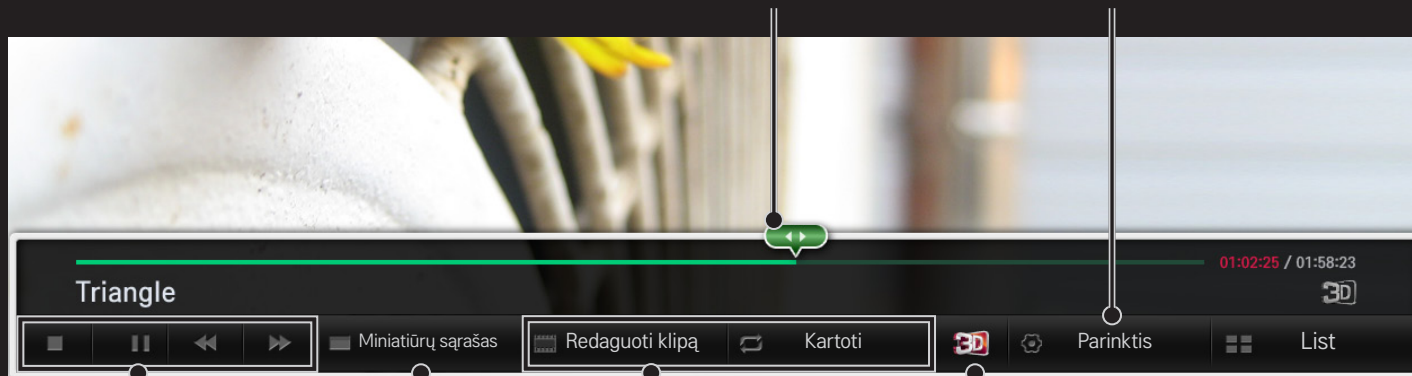 01:02:25 / 01:58:23
Triangle
3D
Miniatiūrų sąrašas Redaguoti klipą Kartoti 3D Parinktis List